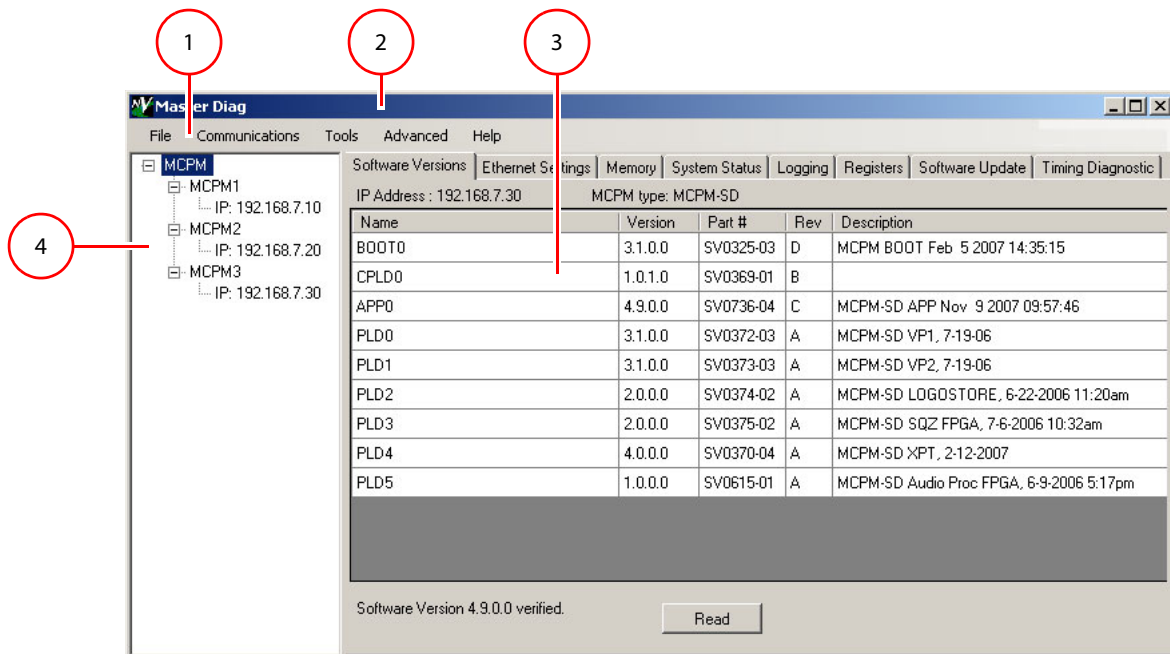 1 2 3
NV Master Diag
File Communications Tools Advanced Help
MCPM
MCPM1
IP: 192.168.7.10
MCPM2
IP: 192.168.7.20
MCPM3
IP: 192.168.7.30
4
Software Versions Ethernet Settings Memory System Status Logging Registers Software Update Timing Diagnostic
IP Address : 192.168.7.30 MCPM type: MCPM-SD
Name Version Part # Rev Description
BOOT0 3.1.0.0 SV0325-03 D MCPM BOOT Feb 5 2007 14:35:15
CPLD0 1.0.1.0 SV0369-01 B
APP0 4.9.0.0 SV0736-04 C MCPM-SD APP Nov 9 2007 09:57:46
PLD0 3.1.0.0 SV0372-03 A MCPM-SD VP1, 7-19-06
PLD1 3.1.0.0 SV0373-03 A MCPM-SD VP2, 7-19-06
PLD2 2.0.0.0 SV0374-02 A MCPM-SD LOGOSTORE, 6-22-2006 11:20am
PLD3 2.0.0.0 SV0375-02 A MCPM-SD SQZ FPGA, 7-6-2006 10:32am
PLD4 4.0.0.0 SV0370-04 A MCPM-SD XPT, 2-12-2007
PLD5 1.0.0.0 SV0615-01 A MCPM-SD Audio Proc FPGA, 6-9-2006 5:17pm
Software Version 4.9.0.0 verified.
Read